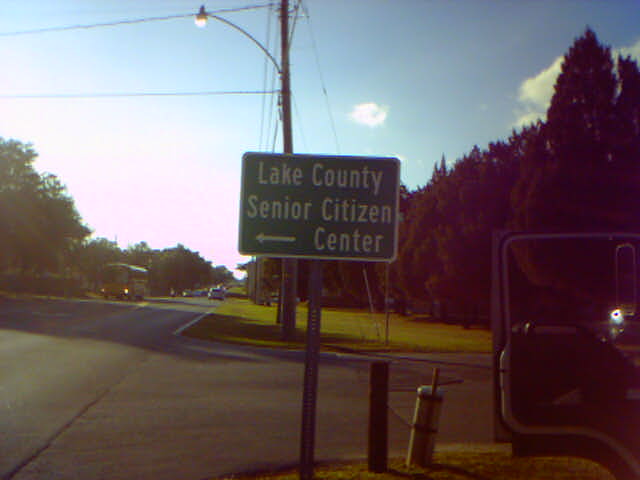 Lake County
Senior Citizen
← Center